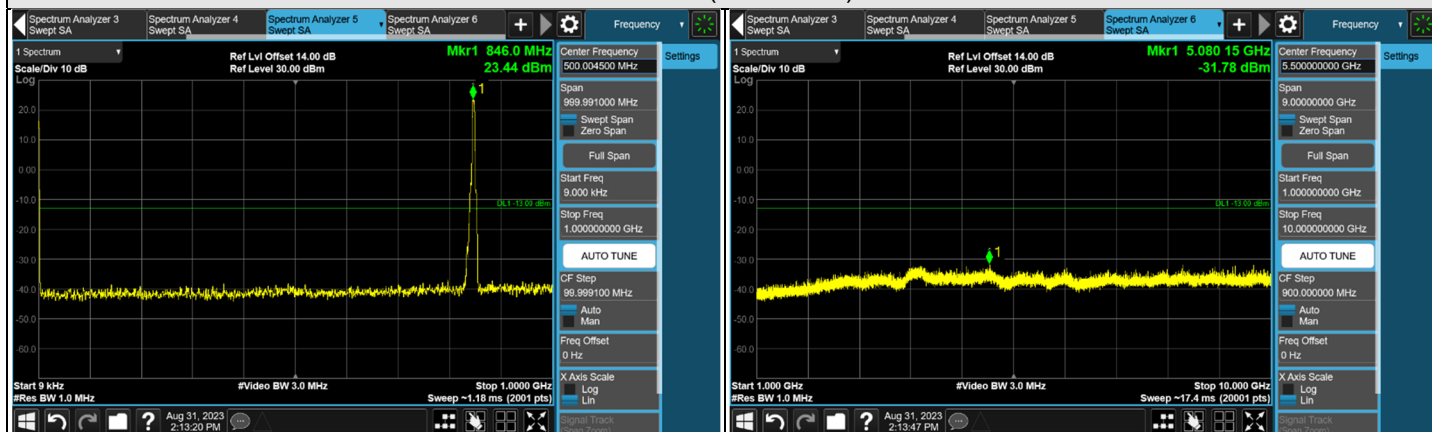 Spectrum Analyzer 3
Swept SA
Spectrum Analyzer 4
Swept SA
Spectrum Analyzer 5
Swept SA
Spectrum Analyzer 6
Swept SA
+
Frequency
1 Spectrum
Scale/Div 10 dB
Log
Ref Lvl Offset 14.00 dB
Ref Level 30.00 dBm
Mkr1 846.0 MHz
23.44 dBm
1
20.0
10.0
0.00
-10.0
-20.0
-30.0
-40.0
-50.0
-60.0
DL1 -13.00 dBm
Start 9 kHz
#Res BW 1.0 MHz
#Video BW 3.0 MHz
Stop 1.0000 GHz
Sweep ~1.18 ms (2001 pts)
Center Frequency
500.004500 MHz
Settings
Span
999.991000 MHz
Swept Span
Zero Span
Full Span
Start Freq
9.000 kHz
Stop Freq
1.000000000 GHz
AUTO TUNE
CF Step
99.999100 MHz
Auto
Man
Freq Offset
0 Hz
X Axis Scale
Log
Lin
Signal Track
(Span Zoom)
?
Aug 31, 2023
2:13:20 PM
Spectrum Analyzer 3
Swept SA
Spectrum Analyzer 4
Swept SA
Spectrum Analyzer 5
Swept SA
Spectrum Analyzer 6
Swept SA
+
Frequency
1 Spectrum
Scale/Div 10 dB
Log
Ref Lvl Offset 14.00 dB
Ref Level 30.00 dBm
Mkr1 5.080 15 GHz
-31.78 dBm
1
20.0
10.0
0.00
-10.0
-20.0
-30.0
-40.0
-50.0
-60.0
DL1 -13.00 dBm
Start 1.000 GHz
#Res BW 1.0 MHz
#Video BW 3.0 MHz
Stop 10.000 GHz
Sweep ~17.4 ms (20001 pts)
Center Frequency
5.500000000 GHz
Settings
Span
9.00000000 GHz
Swept Span
Zero Span
Full Span
Start Freq
1.000000000 GHz
Stop Freq
10.000000000 GHz
AUTO TUNE
CF Step
900.000000 MHz
Auto
Man
Freq Offset
0 Hz
X Axis Scale
Log
Lin
Signal Track
(Span Zoom)
?
Aug 31, 2023
2:13:47 PM